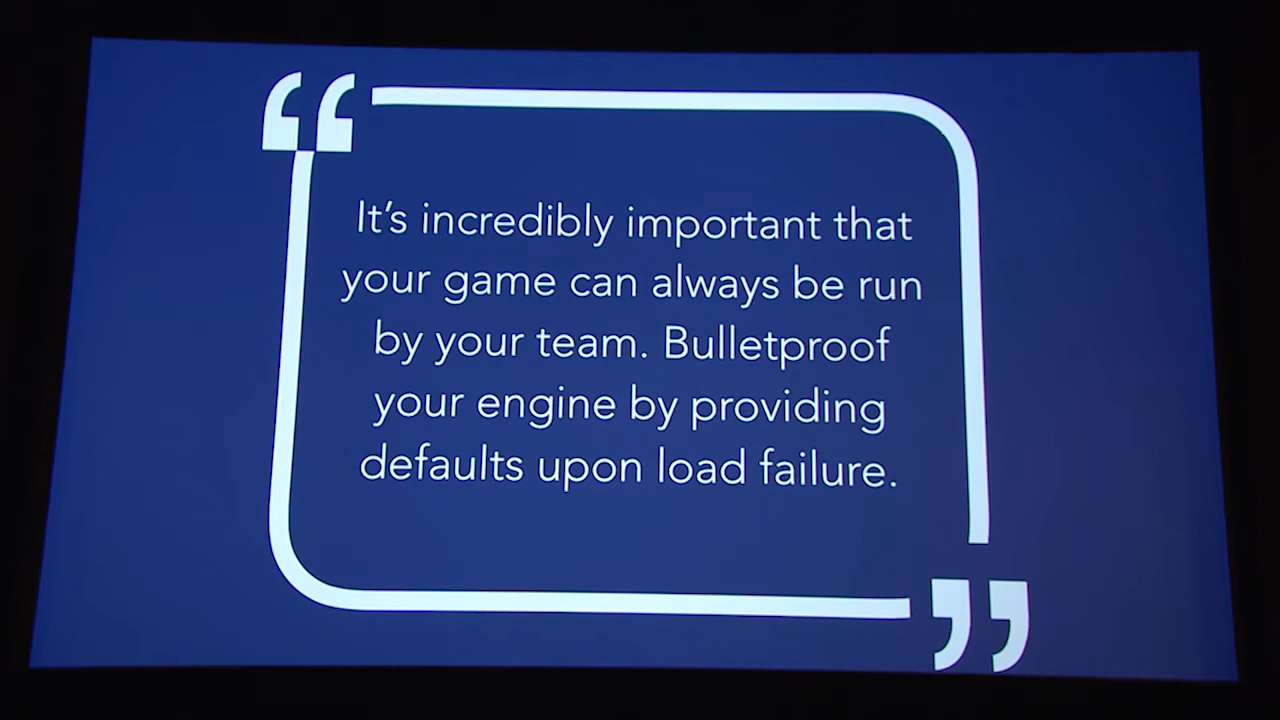 It's incredibly important that
your game can always be run
by your team. Bulletproof
your engine by providing
defaults upon load failure.